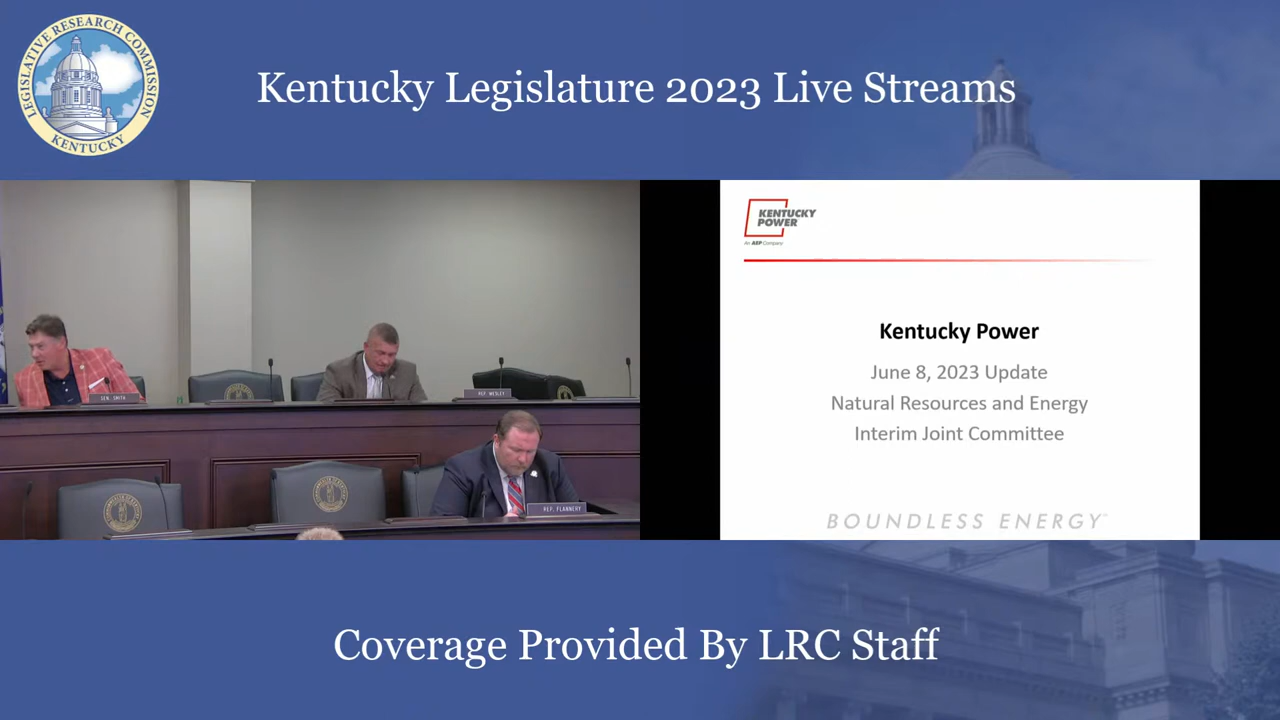 LEGISLATIVE RESEARCH COMMISSION
KENTUCKY
Kentucky Legislature 2023 Live Streams
KENTUCKY
POWER
An AEP Company
Kentucky Power
June 8, 2023 Update
Natural Resources and Energy
Interim Joint Committee
BOUNDLESS ENERGY
SEN. SMITH
REP. WESLEY
REP. FLANNERY
Coverage Provided By LRC Staff